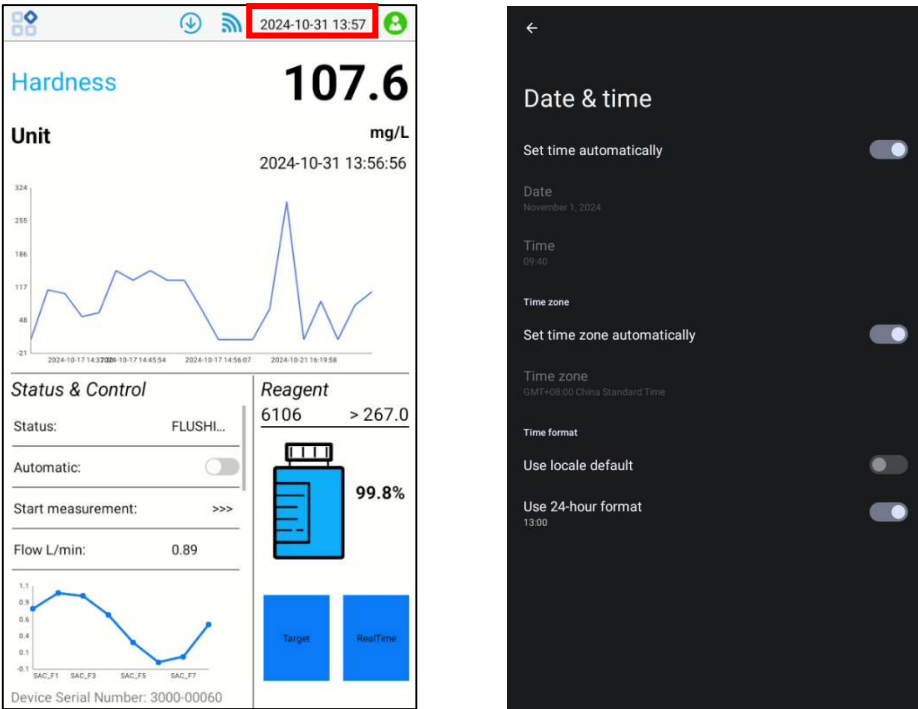 2024-10-31 13:57
Hardness
107.6
Unit
mg/L
2024-10-31 13:56:56
324
255
186
117
48
-21
2024-10-17 14:45:54
2024-10-17 14:56:07
2024-10-21 16:19:58
Status & Control
Status:
FLUSHI...
Automatic:
Start measurement:
>>>
Flow L/min:
0.89
1.1
0.9
0.6
0.4
0.1
-0.1
SAC_F1
SAC_F3
SAC_F5
SAC_F7
Device Serial Number: 3000-00060
Reagent
6106
> 267.0
99.8%
Target
RealTime
Date & time
Set time automatically
Date
November 1, 2024
Time
09:40
Time zone
Set time zone automatically
Time zone
GMT+08:00 China Standard Time
Time format
Use locale default
Use 24-hour format
13:00